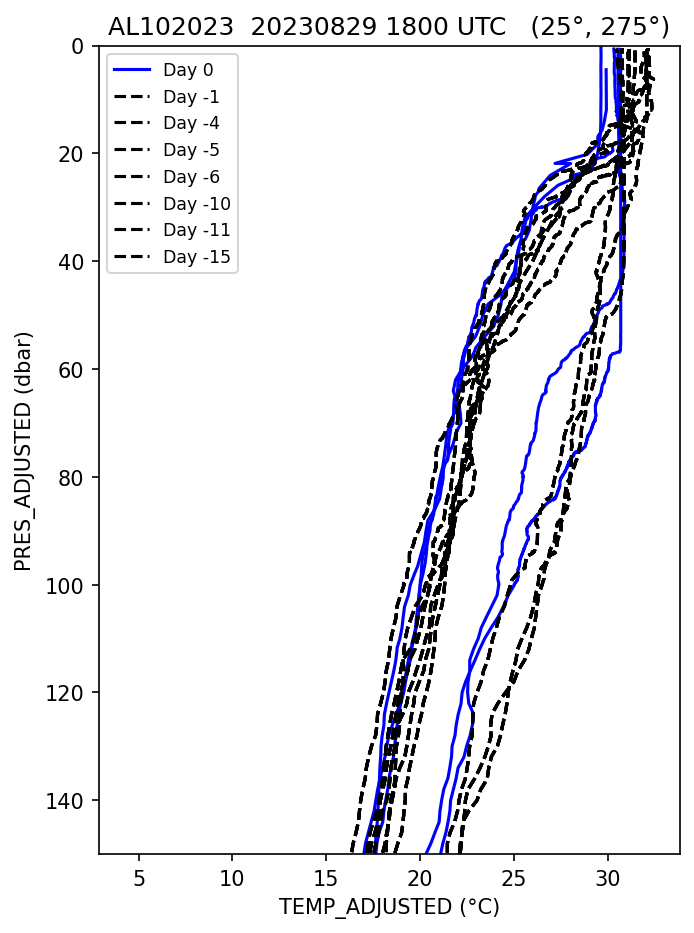 AL102023  20230829 1800 UTC   (25°, 275°)
Day 0
Day -1
Day -4
Day -5
Day -6
Day -10
Day -11
Day -15
0
20
40
60
80
100
120
140
PRES_ADJUSTED (dbar)
5 10 15 20 25 30
TEMP_ADJUSTED (°C)